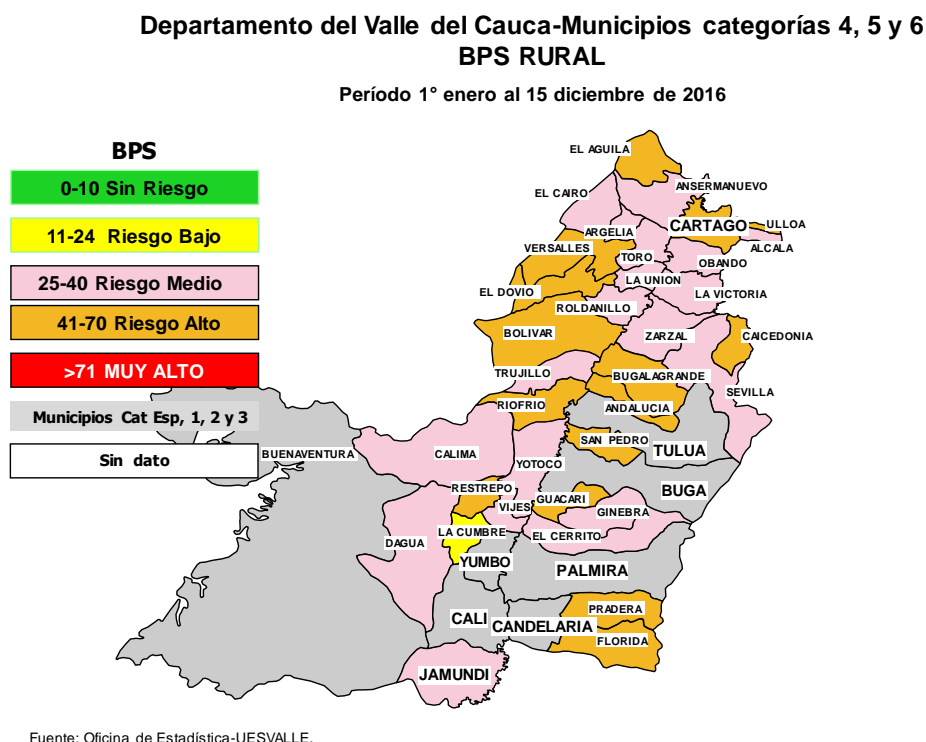 Departamento del Valle del Cauca-Municipios categorías 4, 5 y 6
BPS RURAL
Período 1° enero al 15 diciembre de 2016
BPS
0-10 Sin Riesgo
11-24 Riesgo Bajo
25-40 Riesgo Medio
41-70 Riesgo Alto
>71 MUY ALTO
Municipios Cat Esp, 1, 2 y 3
Sin dato
EL AGUILA
EL CAIRO
ANSERMANUEVO
CARTAGO
ULLOA
ARGELIA
VERSALLES
ALCALA
TORO
OBANDO
LA UNION
EL DOVIO
LA VICTORIA
ROLDANILLO
BOLIVAR
ZARZAL
CAICEDONIA
TRUJILLO
BUGALAGRANDE
SEVILLA
RIOFRIO
ANDALUCIA
SAN PEDRO
TULUA
BUENAVENTURA
CALIMA
YOTOCO
RESTREPO
BUGA
GUACARI
VIJES
GINEBRA
LA CUMBRE
EL CERRITO
DAGUA
YUMBO
PALMIRA
PRADERA
CALI
CANDELARIA
FLORIDA
JAMUNDI
Fuente: Oficina de Estadística-UESVALLE.